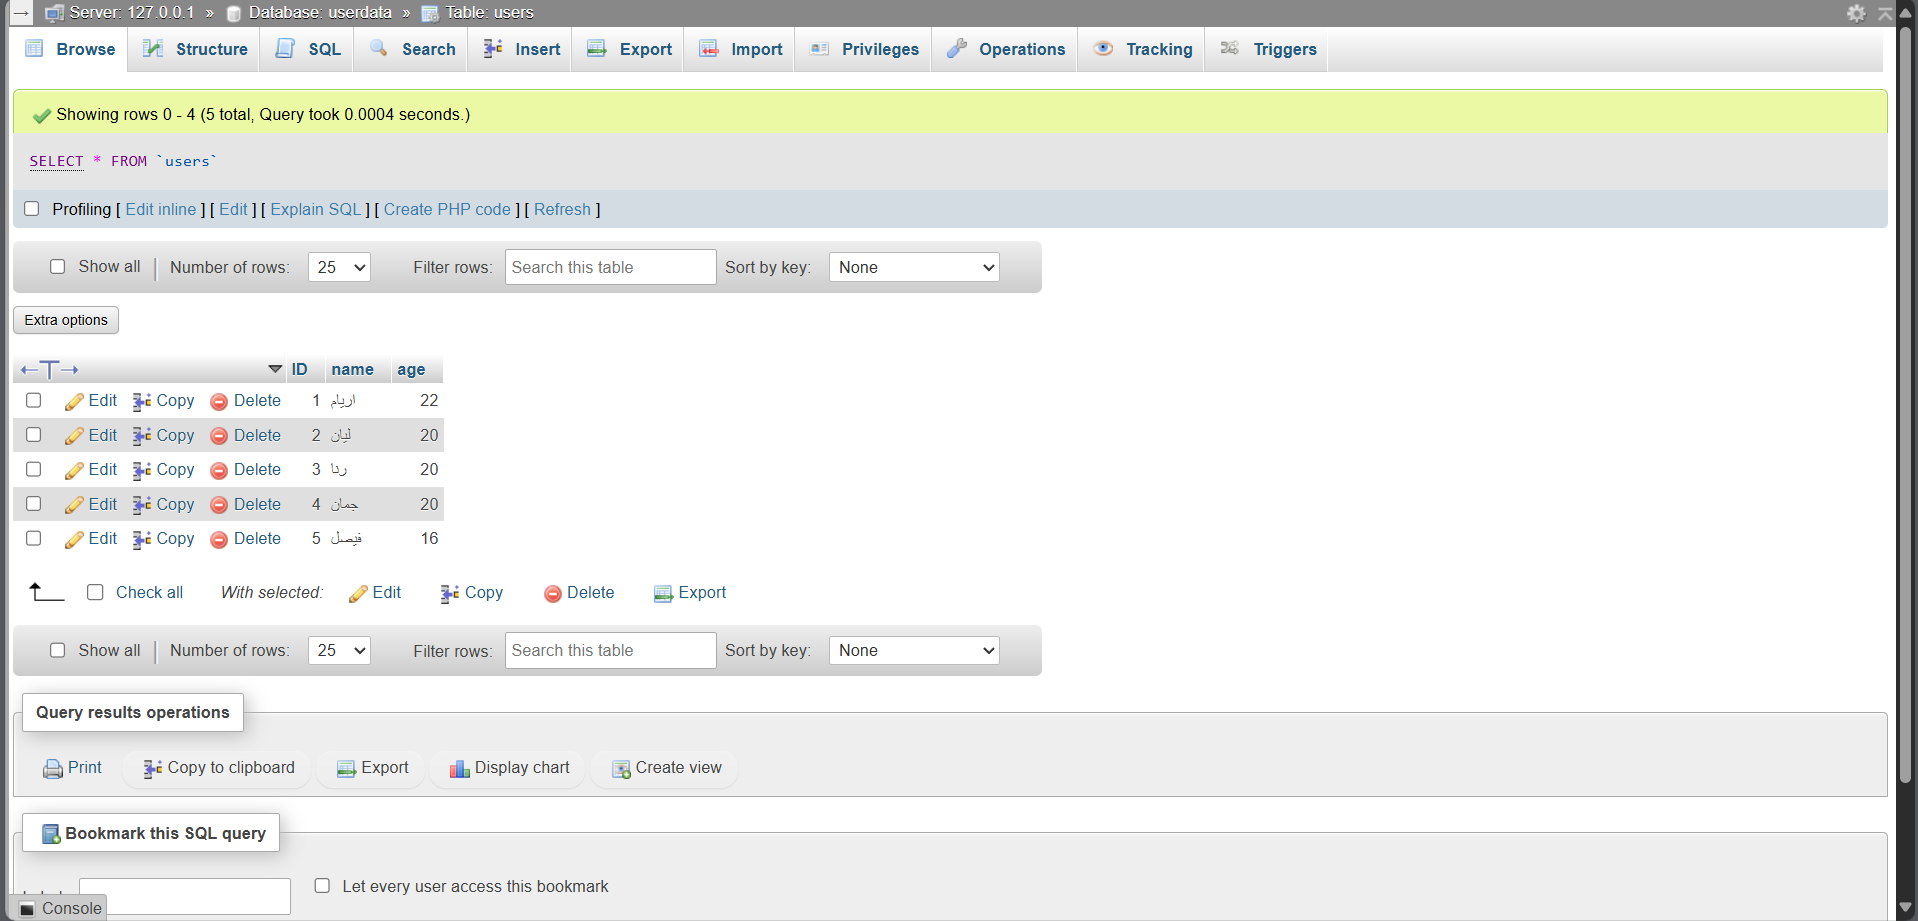 Server: 127.0.0.1 » Database: userdata » Table: users
Browse Structure SQL Search Insert Export Import Privileges Operations Tracking Triggers
Showing rows 0 - 4 (5 total, Query took 0.0004 seconds.)
SELECT * FROM `users`
Profiling [ Edit inline ] [ Edit ] [ Explain SQL ] [ Create PHP code ] [ Refresh ]
Show all | Number of rows: 25 Filter rows: Search this table Sort by key: None
Extra options
←T→ ID name age
Edit Copy Delete 1 اريام 22
Edit Copy Delete 2 ليان 20
Edit Copy Delete 3 رنا 20
Edit Copy Delete 4 جمان 20
Edit Copy Delete 5 فيصل 16
Check all With selected: Edit Copy Delete Export
Show all | Number of rows: 25 Filter rows: Search this table Sort by key: None
Query results operations
Print Copy to clipboard Export Display chart Create view
Bookmark this SQL query
Let every user access this bookmark
Console